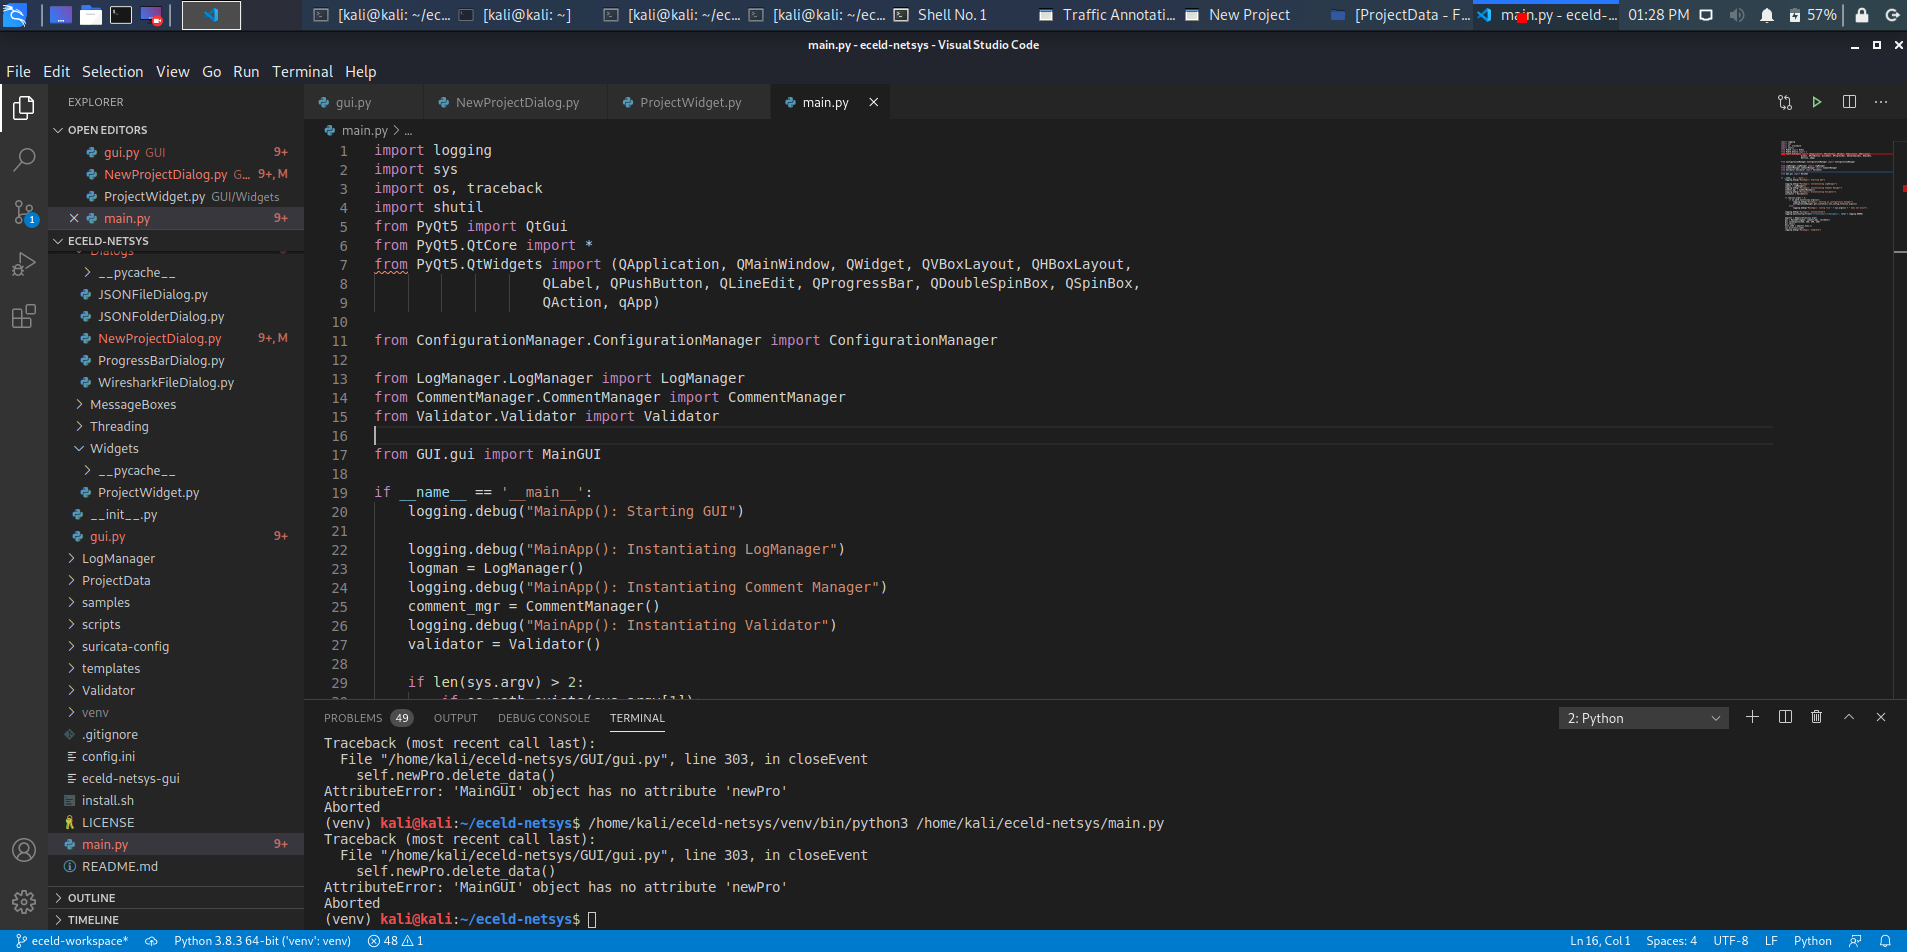 [kali@kali: ~/ec... [kali@kali: ~] [kali@kali: ~/ec... [kali@kali: ~/ec... Shell No. 1 Traffic Annotati... New Project [ProjectData - F... main.py - eceld-... 01:28 PM 57%
main.py - eceld-netsys - Visual Studio Code
File Edit Selection View Go Run Terminal Help
EXPLORER
gui.py NewProjectDialog.py ProjectWidget.py main.py
OPEN EDITORS
gui.py GUI 9+
NewProjectDialog.py G... 9+, M
ProjectWidget.py GUI/Widgets
main.py 9+
ECELD-NETSYS
Dialogs
__pycache__
JSONFileDialog.py
JSONFolderDialog.py
NewProjectDialog.py 9+, M
ProgressBarDialog.py
WiresharkFileDialog.py
MessageBoxes
Threading
Widgets
__pycache__
ProjectWidget.py
__init__.py
gui.py 9+
LogManager
ProjectData
samples
scripts
suricata-config
templates
Validator
venv
.gitignore
config.ini
eceld-netsys-gui
install.sh
LICENSE
main.py 9+
README.md
OUTLINE
TIMELINE
main.py > ...
1 import logging
2 import sys
3 import os, traceback
4 import shutil
5 from PyQt5 import QtGui
6 from PyQt5.QtCore import *
7 from PyQt5.QtWidgets import (QApplication, QMainWindow, QWidget, QVBoxLayout, QHBoxLayout,
8 QLabel, QPushButton, QLineEdit, QProgressBar, QDoubleSpinBox, QSpinBox,
9 QAction, qApp)
10
11 from ConfigurationManager.ConfigurationManager import ConfigurationManager
12
13 from LogManager.LogManager import LogManager
14 from CommentManager.CommentManager import CommentManager
15 from Validator.Validator import Validator
16
17 from GUI.gui import MainGUI
18
19 if __name__ == '__main__':
20 logging.debug("MainApp(): Starting GUI")
21
22 logging.debug("MainApp(): Instantiating LogManager")
23 logman = LogManager()
24 logging.debug("MainApp(): Instantiating Comment Manager")
25 comment_mgr = CommentManager()
26 logging.debug("MainApp(): Instantiating Validator")
27 validator = Validator()
28
29 if len(sys.argv) > 2:
30 if os.path.exists(sys.argv[1]):
PROBLEMS 49 OUTPUT DEBUG CONSOLE TERMINAL 2: Python
Traceback (most recent call last):
File "/home/kali/eceld-netsys/GUI/gui.py", line 303, in closeEvent
self.newPro.delete_data()
AttributeError: 'MainGUI' object has no attribute 'newPro'
Aborted
(venv) kali@kali:~/eceld-netsys$ /home/kali/eceld-netsys/venv/bin/python3 /home/kali/eceld-netsys/main.py
Traceback (most recent call last):
File "/home/kali/eceld-netsys/GUI/gui.py", line 303, in closeEvent
self.newPro.delete_data()
AttributeError: 'MainGUI' object has no attribute 'newPro'
Aborted
(venv) kali@kali:~/eceld-netsys$
eceld-workspace* Python 3.8.3 64-bit ('venv': venv) 48 1 Ln 16, Col 1 Spaces: 4 UTF-8 LF Python